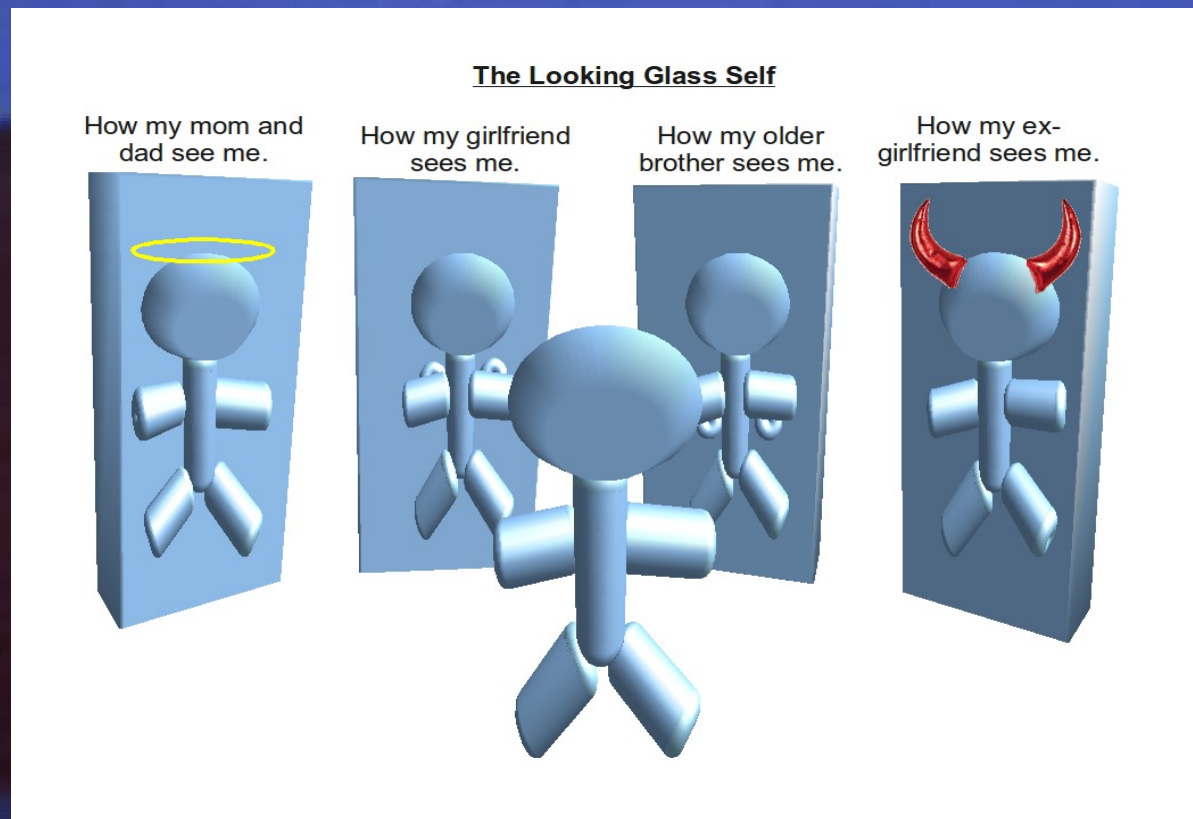 The Looking Glass Self
How my mom and
dad see me.
How my girlfriend
sees me.
How my older
brother sees me.
How my ex-
girlfriend sees me.